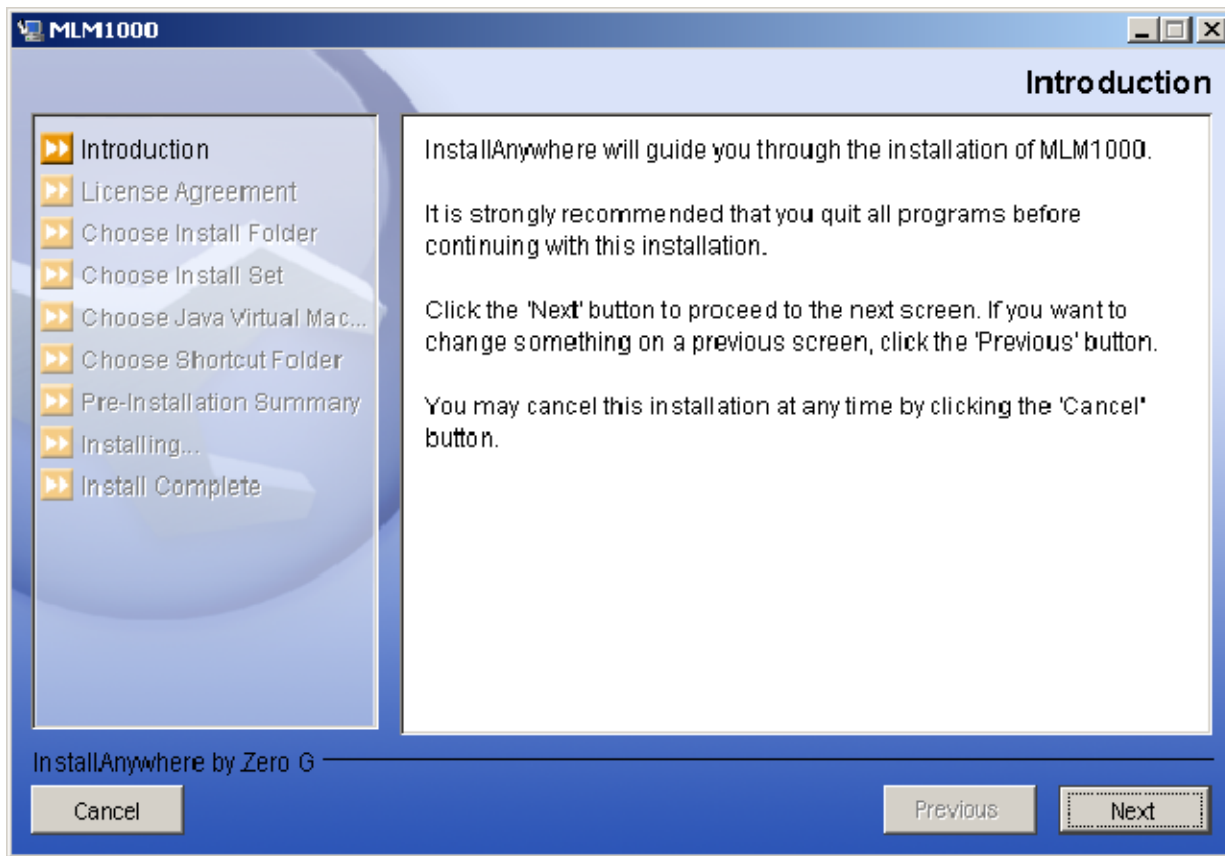 MLM1000
Introduction
Introduction
License Agreement
Choose Install Folder
Choose Install Set
Choose Java Virtual Mac...
Choose Shortcut Folder
Pre-Installation Summary
Installing...
Install Complete
InstallAnywhere will guide you through the installation of MLM1000.
It is strongly recommended that you quit all programs before
continuing with this installation.
Click the 'Next' button to proceed to the next screen. If you want to
change something on a previous screen, click the 'Previous' button.
You may cancel this installation at any time by clicking the 'Cancel'
button.
InstallAnywhere by Zero G
Cancel
Previous
Next